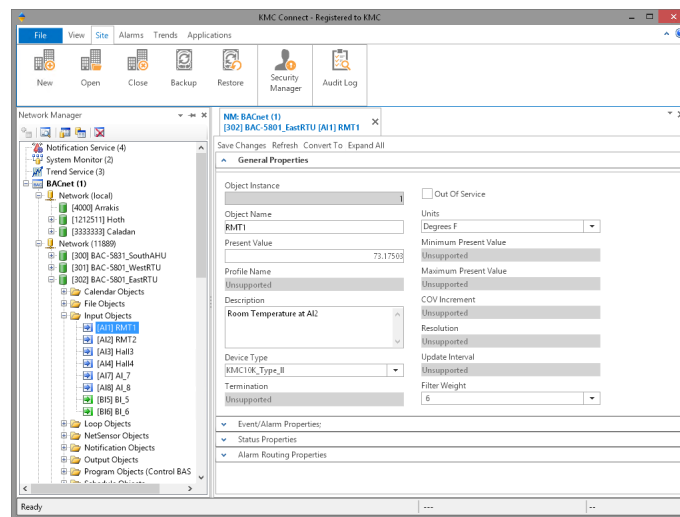 KMC Connect - Registered to KMC
File View Site Alarms Trends Applications
New Open Close Backup Restore Security Manager Audit Log
Network Manager
Notification Service (4)
System Monitor (2)
Trend Service (3)
BACnet (1)
Network (local)
[4000] Arrakis
[1212511] Hoth
[3333333] Caladan
Network (11889)
[300] BAC-5831_SouthAHU
[301] BAC-5801_WestRTU
[302] BAC-5801_EastRTU
Calendar Objects
File Objects
Input Objects
[AI1] RMT1
[AI2] RMT2
[AI3] Hall3
[AI4] Hall4
[AI7] AI_7
[AI8] AI_8
[BI5] BI_5
[BI6] BI_6
Loop Objects
NetSensor Objects
Notification Objects
Output Objects
Program Objects (Control BAS
NM: BACnet (1)
[302] BAC-5801_EastRTU [AI1] RMT1
Save Changes Refresh Convert To Expand All
General Properties
Object Instance
1
Object Name
RMT1
Present Value
73.17503
Profile Name
Unsupported
Description
Room Temperature at AI2
Device Type
KMC10K_Type_II
Termination
Unsupported
Out Of Service
Units
Degrees F
Minimum Present Value
Unsupported
Maximum Present Value
Unsupported
COV Increment
Unsupported
Resolution
Unsupported
Update Interval
Unsupported
Filter Weight
6
Event/Alarm Properties;
Status Properties
Alarm Routing Properties
Ready
---
--